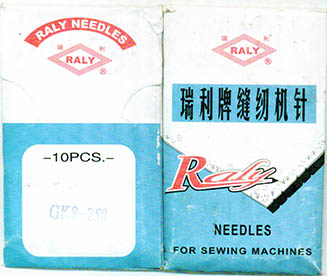 RALY NEEDLES
瑞 利
RALY
-10PCS.-
GK9-250
瑞 利
RALY
瑞利牌缝纫机针
Raly
NEEDLES
FOR SEWING MACHINES